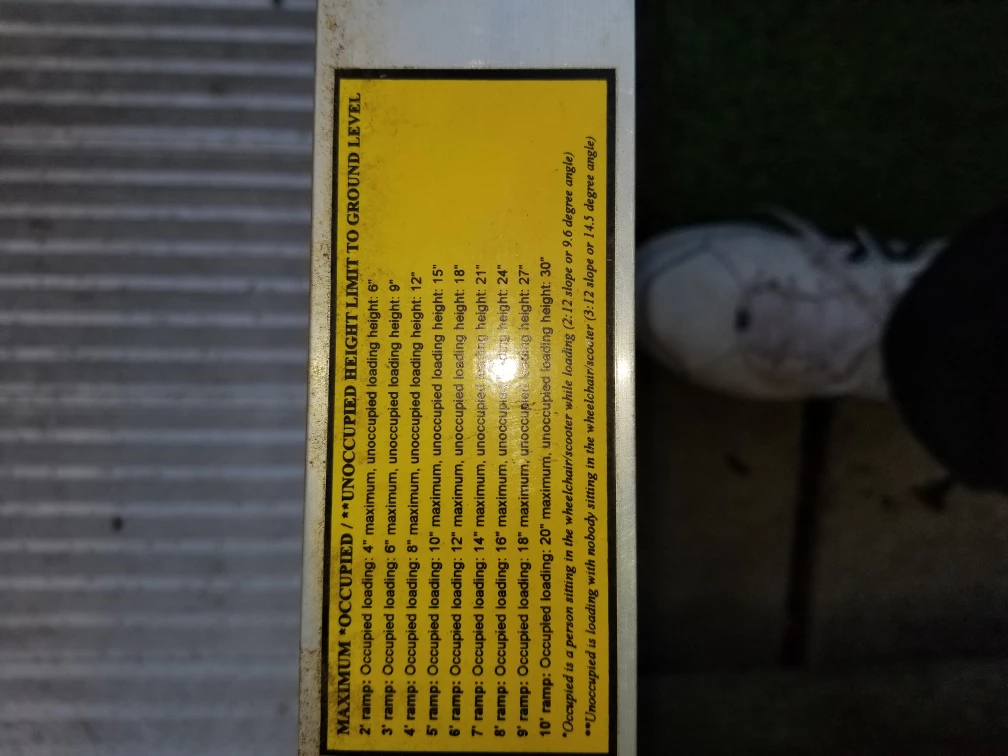 MAXIMUM *OCCUPIED / **UNOCCUPIED HEIGHT LIMIT TO GROUND LEVEL
2' ramp: Occupied loading: 4" maximum, unoccupied loading height: 6"
3' ramp: Occupied loading: 6" maximum, unoccupied loading height: 9"
4' ramp: Occupied loading: 8" maximum, unoccupied loading height: 12"
5' ramp: Occupied loading: 10" maximum, unoccupied loading height: 15"
6' ramp: Occupied loading: 12" maximum, unoccupied loading height: 18"
7' ramp: Occupied loading: 14" maximum, unoccupied loading height: 21"
8' ramp: Occupied loading: 16" maximum, unoccupied loading height: 24"
9' ramp: Occupied loading: 18" maximum, unoccupied loading height: 27"
10' ramp: Occupied loading: 20" maximum, unoccupied loading height: 30"
*Occupied is a person sitting in the wheelchair/scooter while loading (2:12 slope or 9.6 degree angle)
**Unoccupied is loading with nobody sitting in the wheelchair/scooter (3:12 slope or 14.5 degree angle)